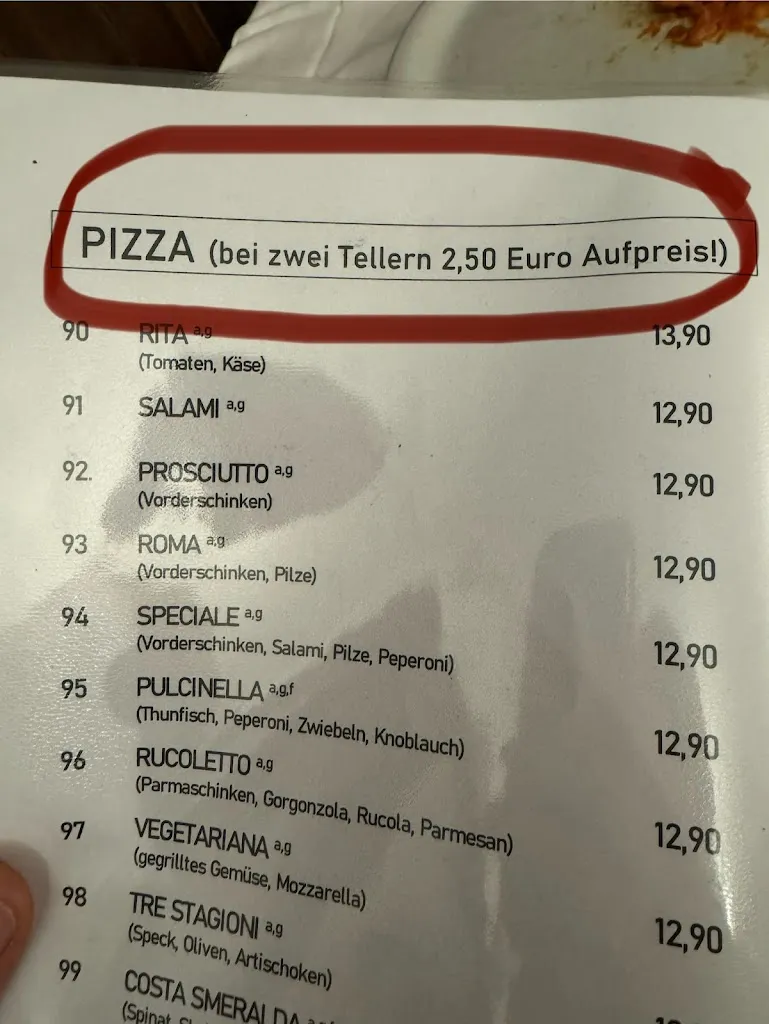 PIZZA (bei zwei Tellern 2,50 Euro Aufpreis!)
90 RITA a,g 13,90
(Tomaten, Käse)
91 SALAMI a,g 12,90
92. PROSCIUTTO a,g 12,90
(Vorderschinken)
93 ROMA a,g 12,90
(Vorderschinken, Pilze)
94 SPECIALE a,g 12,90
(Vorderschinken, Salami, Pilze, Peperoni)
95 PULCINELLA a,g,f 12,90
(Thunfisch, Peperoni, Zwiebeln, Knoblauch)
96 RUCOLETTO a,g 12,90
(Parmaschinken, Gorgonzola, Rucola, Parmesan)
97 VEGETARIANA a,g 12,90
(gegrilltes Gemüse, Mozzarella)
98 TRE STAGIONI a,g
(Speck, Oliven, Artischoken)
99 COSTA SMERALDA
(Spinat,